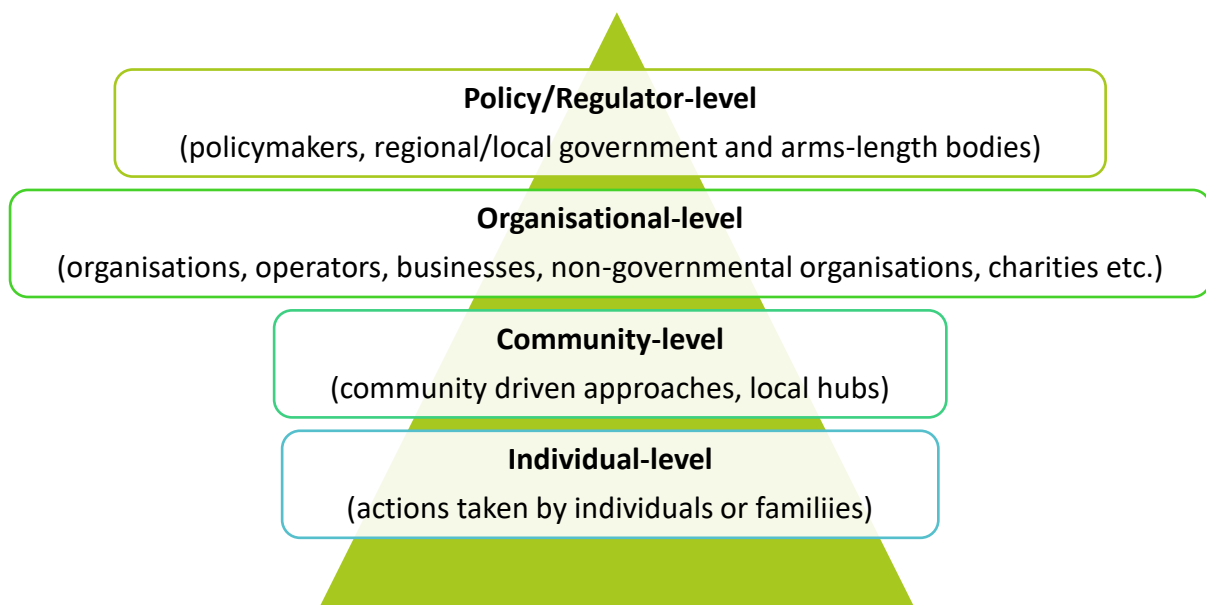 Policy/Regulator-level
(policymakers, regional/local government and arms-length bodies)
Organisational-level
(organisations, operators, businesses, non-governmental organisations, charities etc.)
Community-level
(community driven approaches, local hubs)
Individual-level
(actions taken by individuals or familiies)